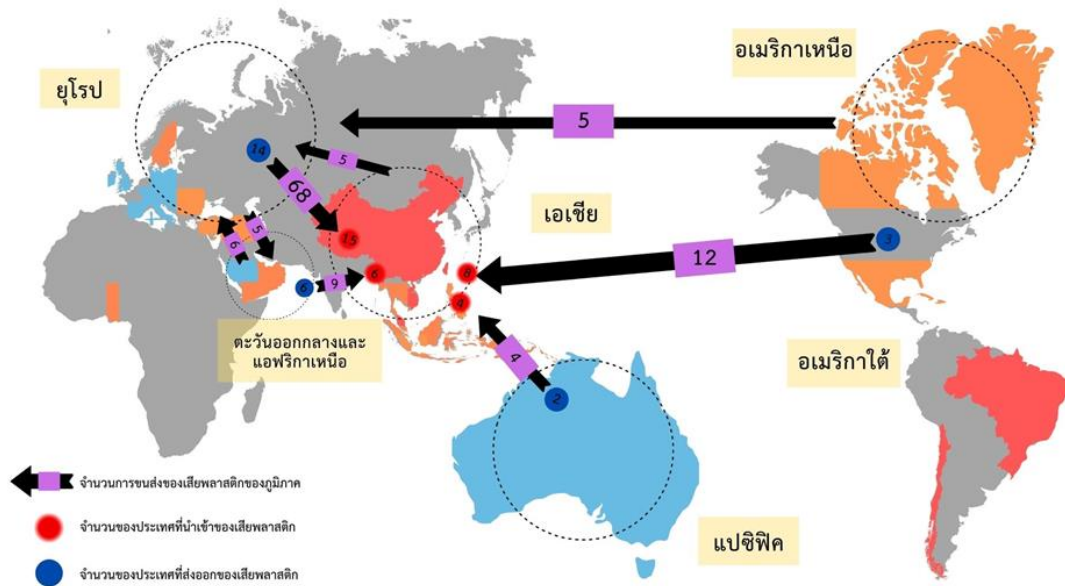 อเมริกาเหนือ
ยุโรป
5
14
5
68
เอเชีย
15
3
12
6
5
6
8
6
9
4
ตะวันออกกลางและ
แอฟริกาเหนือ
4
อเมริกาใต้
2
จำนวนการขนส่งของเสียพลาสติกของภูมิภาค
จำนวนของประเทศที่นำเข้าของเสียพลาสติก
แปซิฟิค
จำนวนของประเทศที่ส่งออกของเสียพลาสติก